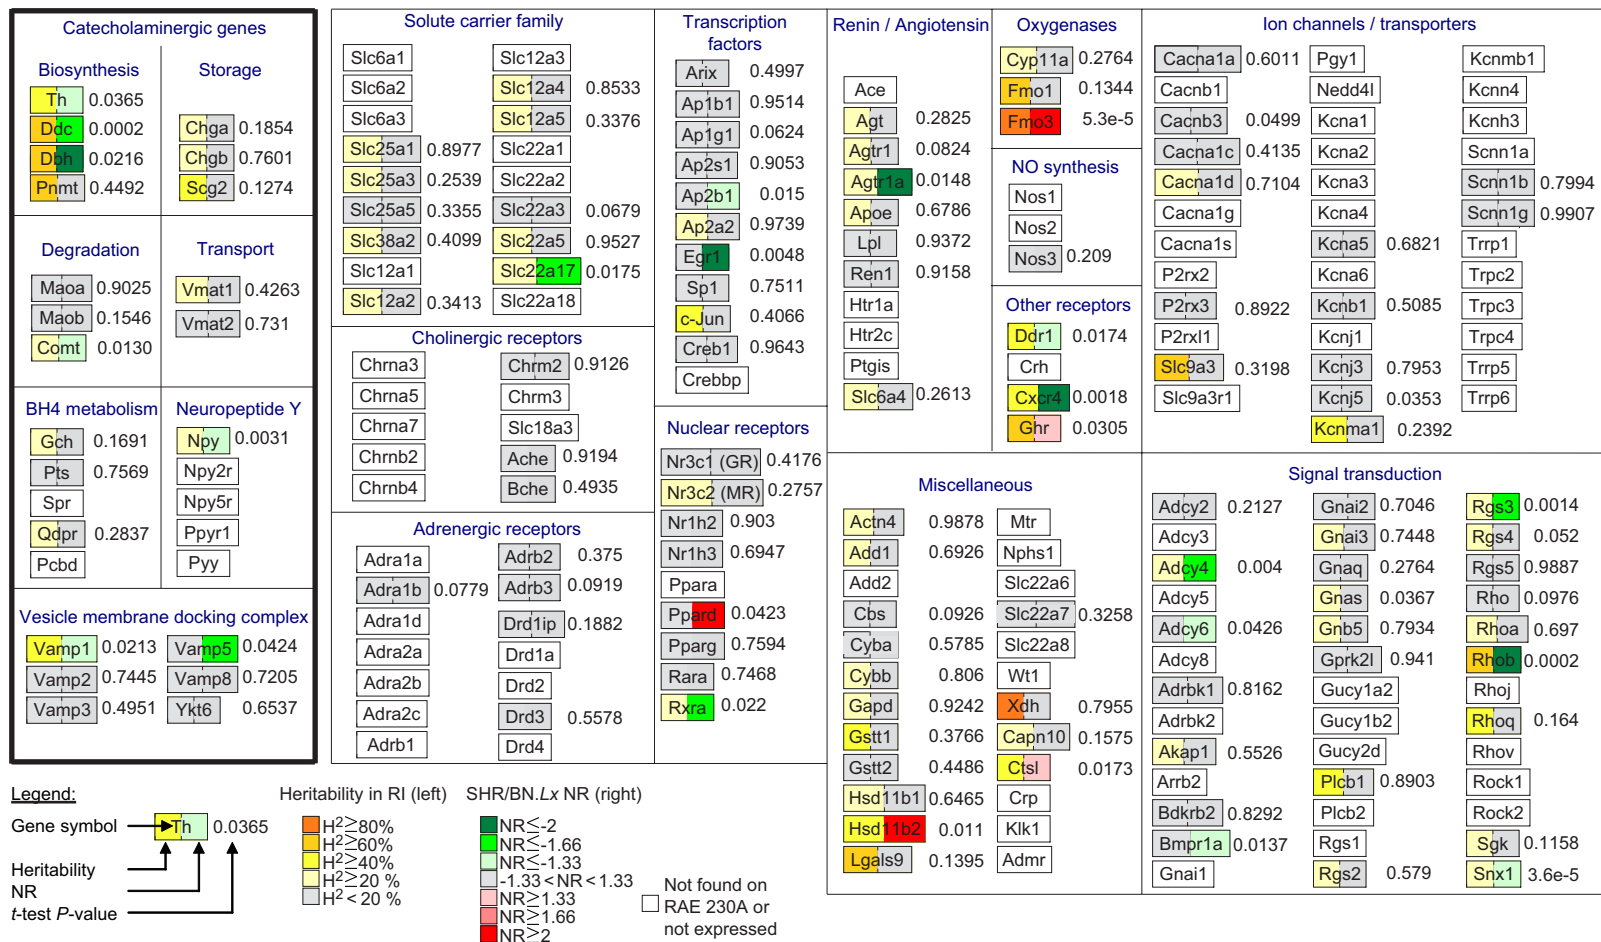 Catecholaminergic genes
Biosynthesis
Th 0.0365
Ddc 0.0002
Dbh 0.0216
Pnmt 0.4492
Storage
Chga 0.1854
Chgb 0.7601
Scg2 0.1274
Degradation
Maoa 0.9025
Maob 0.1546
Comt 0.0130
Transport
Vmat1 0.4263
Vmat2 0.731
BH4 metabolism
Gch 0.1691
Pts 0.7569
Spr
Qdpr 0.2837
Pcbd
Neuropeptide Y
Npy 0.0031
Npy2r
Npy5r
Ppyr1
Pyy
Vesicle membrane docking complex
Vamp1 0.0213
Vamp2 0.7445
Vamp3 0.4951
Vamp5 0.0424
Vamp8 0.7205
Ykt6 0.6537
Solute carrier family
Slc6a1
Slc6a2
Slc6a3
Slc25a1 0.8977
Slc25a3 0.2539
Slc25a5 0.3355
Slc38a2 0.4099
Slc12a1
Slc12a2 0.3413
Slc12a3
Slc12a4 0.8533
Slc12a5 0.3376
Slc22a1
Slc22a2
Slc22a3 0.0679
Slc22a5 0.9527
Slc22a17 0.0175
Slc22a18
Cholinergic receptors
Chrna3
Chrna5
Chrna7
Chrnb2
Chrnb4
Chrm2 0.9126
Chrm3
Slc18a3
Ache 0.9194
Bche 0.4935
Adrenergic receptors
Adra1a
Adra1b 0.0779
Adra1d
Adra2a
Adra2b
Adra2c
Adrb1
Adrb2 0.375
Adrb3 0.0919
Drd1ip 0.1882
Drd1a
Drd2
Drd3 0.5578
Drd4
Transcription
factors
Arix 0.4997
Ap1b1 0.9514
Ap1g1 0.0624
Ap2s1 0.9053
Ap2b1 0.015
Ap2a2 0.9739
Egr1 0.0048
Sp1 0.7511
c-Jun 0.4066
Creb1 0.9643
Crebbp
Nuclear receptors
Nr3c1 (GR) 0.4176
Nr3c2 (MR) 0.2757
Nr1h2 0.903
Nr1h3 0.6947
Ppara
Ppard 0.0423
Pparg 0.7594
Rara 0.7468
Rxra 0.022
Renin / Angiotensin
Ace
Agt 0.2825
Agtr1 0.0824
Agtr1a 0.0148
Apoe 0.6786
Lpl 0.9372
Ren1 0.9158
Htr1a
Htr2c
Ptgis
Slc6a4 0.2613
Oxygenases
Cyp11a 0.2764
Fmo1 0.1344
Fmo3 5.3e-5
NO synthesis
Nos1
Nos2
Nos3 0.209
Other receptors
Ddr1 0.0174
Crh
Cxcr4 0.0018
Ghr 0.0305
Ion channels / transporters
Cacna1a 0.6011
Cacnb1
Cacnb3 0.0499
Cacna1c 0.4135
Cacna1d 0.7104
Cacna1g
Cacna1s
P2rx2
P2rx3 0.8922
P2rxl1
Slc9a3 0.3198
Slc9a3r1
Pgy1
Nedd4l
Kcna1
Kcna2
Kcna3
Kcna4
Kcna5 0.6821
Kcna6
Kcnb1 0.5085
Kcnj1
Kcnj3 0.7953
Kcnj5 0.0353
Kcnma1 0.2392
Kcnmb1
Kcnn4
Kcnh3
Scnn1a
Scnn1b 0.7994
Scnn1g 0.9907
Trrp1
Trpc2
Trpc3
Trpc4
Trrp5
Trrp6
Miscellaneous
Actn4 0.9878
Add1 0.6926
Add2
Cbs 0.0926
Cyba 0.5785
Cybb 0.806
Gapd 0.9242
Gstt1 0.3766
Gstt2 0.4486
Hsd11b1 0.6465
Hsd11b2 0.011
Lgals9 0.1395
Mtr
Nphs1
Slc22a6
Slc22a7 0.3258
Slc22a8
Wt1
Xdh 0.7955
Capn10 0.1575
Ctsl 0.0173
Crp
Klk1
Admr
Signal transduction
Adcy2 0.2127
Adcy3
Adcy4 0.004
Adcy5
Adcy6 0.0426
Adcy8
Adrbk1 0.8162
Adrbk2
Akap1 0.5526
Arrb2
Bdkrb2 0.8292
Bmpr1a 0.0137
Gnai1
Gnai2 0.7046
Gnai3 0.7448
Gnaq 0.2764
Gnas 0.0367
Gnb5 0.7934
Gprk2l 0.941
Gucy1a2
Gucy1b2
Gucy2d
Plcb1 0.8903
Plcb2
Rgs1
Rgs2 0.579
Rgs3 0.0014
Rgs4 0.052
Rgs5 0.9887
Rho 0.0976
Rhoa 0.697
Rhob 0.0002
Rhoj
Rhoq 0.164
Rhov
Rock1
Rock2
Sgk 0.1158
Snx1 3.6e-5
Legend:
Gene symbol Th 0.0365
Heritability
NR
t-test P-value
Heritability in RI (left)
H²≥80%
H²≥60%
H²≥40%
H²≥20 %
H²<20 %
SHR/BN.Lx NR (right)
NR≤-2
NR≤-1.66
NR≤-1.33
-1.33<NR<1.33
NR≥1.33
NR≥1.66
NR≥2
Not found on
RAE 230A or
not expressed